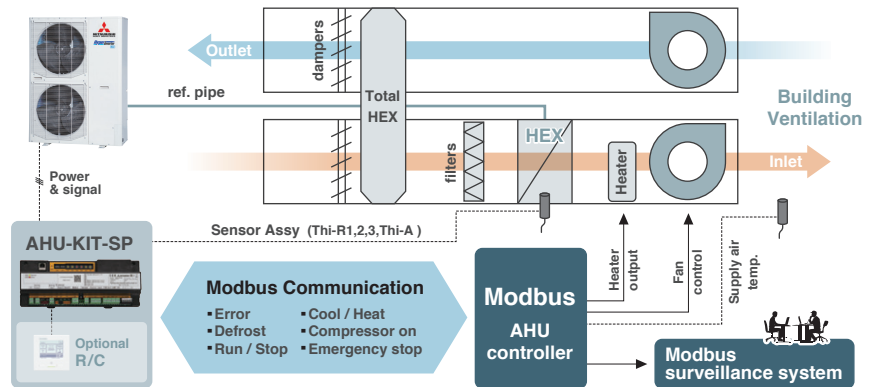 MITSUBISHI
Outlet
dampers
ref. pipe
Total
HEX
Building
Ventilation
filters
HEX
Heater
Inlet
Power
& signal
Sensor Assy (Thi-R1,2,3,Thi-A )
AHU-KIT-SP
Optional
R/C
Modbus Communication
▪Error
▪Defrost
▪Run / Stop
▪Cool / Heat
▪Compressor on
▪Emergency stop
Modbus
AHU
controller
Heater
output
Fan
control
Supply air
temp.
Modbus
surveillance system